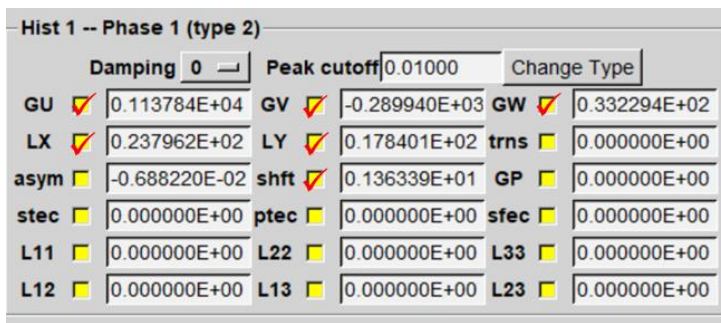 Hist 1 -- Phase 1 (type 2)
Damping 0 Peak cutoff 0.01000 Change Type
GU 0.113784E+04 GV -0.289940E+03 GW 0.332294E+02
LX 0.237962E+02 LY 0.178401E+02 trns 0.000000E+00
asym -0.688220E-02 shft 0.136339E+01 GP 0.000000E+00
stec 0.000000E+00 ptec 0.000000E+00 sfec 0.000000E+00
L11 0.000000E+00 L22 0.000000E+00 L33 0.000000E+00
L12 0.000000E+00 L13 0.000000E+00 L23 0.000000E+00